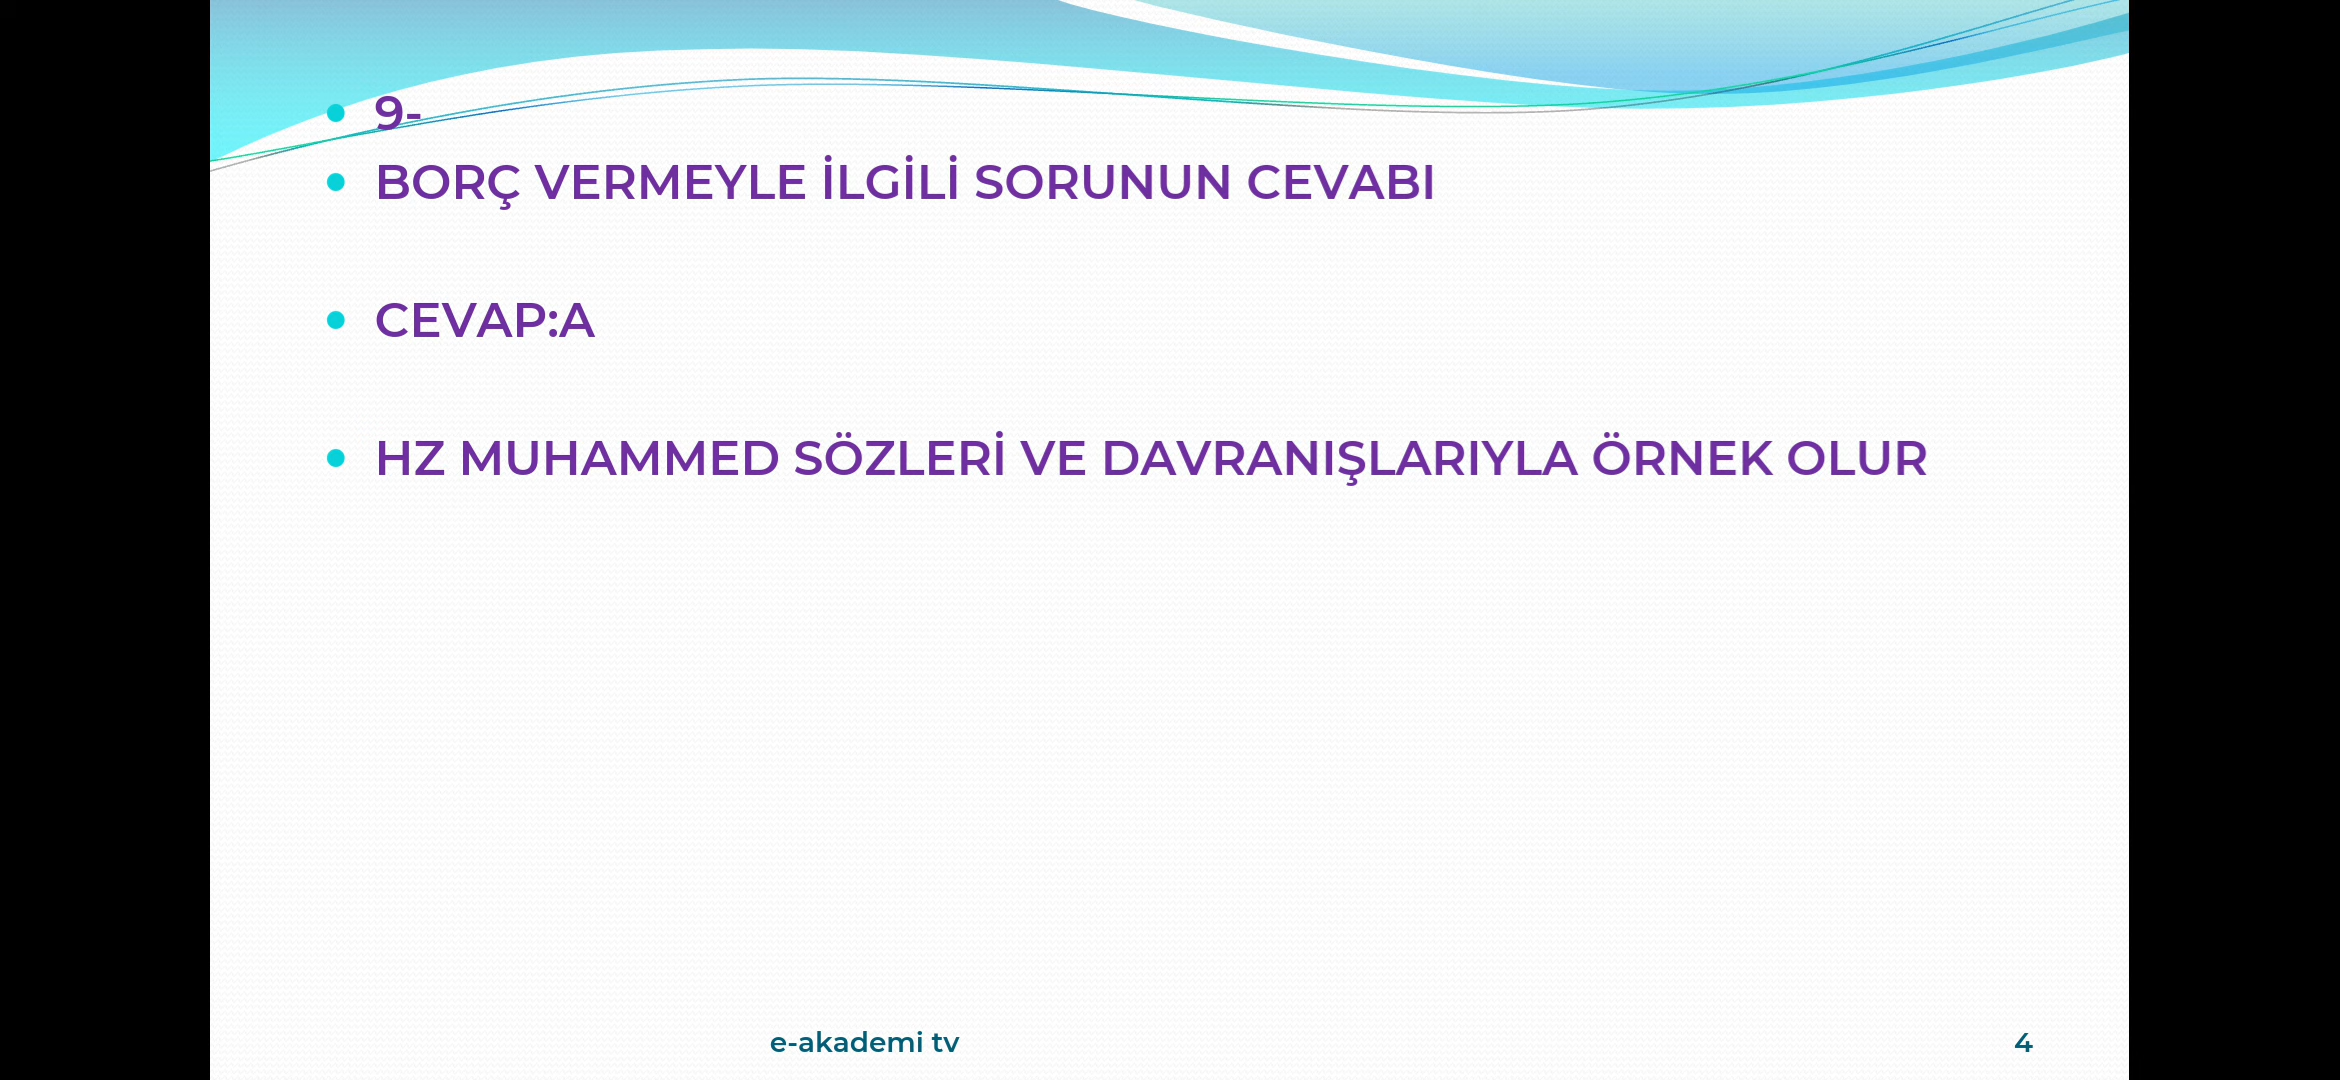 9-
BORÇ VERMEYLE İLGİLİ SORUNUN CEVABI
CEVAP:A
HZ MUHAMMED SÖZLERİ VE DAVRANIŞLARIYLA ÖRNEK OLUR
e-akademi tv
4